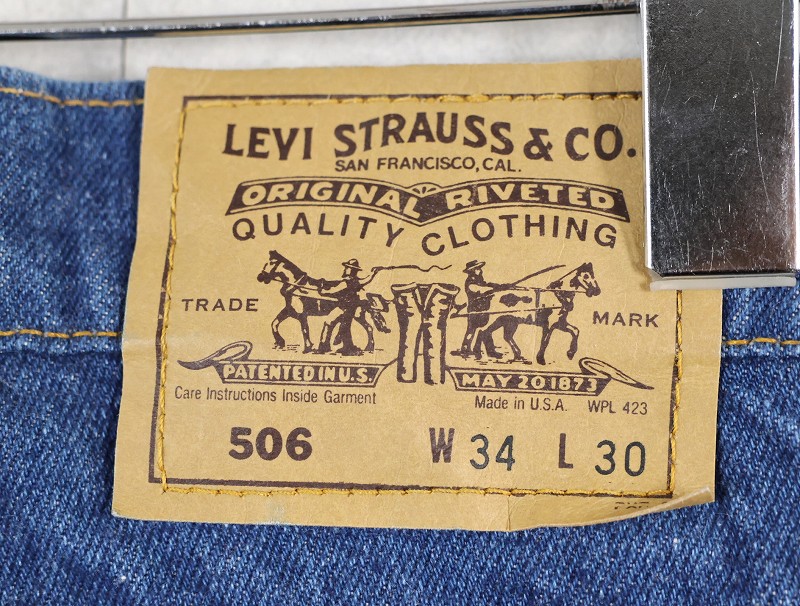 LEVI STRAUSS & CO.
SAN FRANCISCO, CAL.
ORIGINAL RIVETED
QUALITY CLOTHING
TRADE MARK
PATENTED IN U.S. MAY 20 1873
Care Instructions Inside Garment Made in U.S.A. WPL 423
506 W 34 L 30